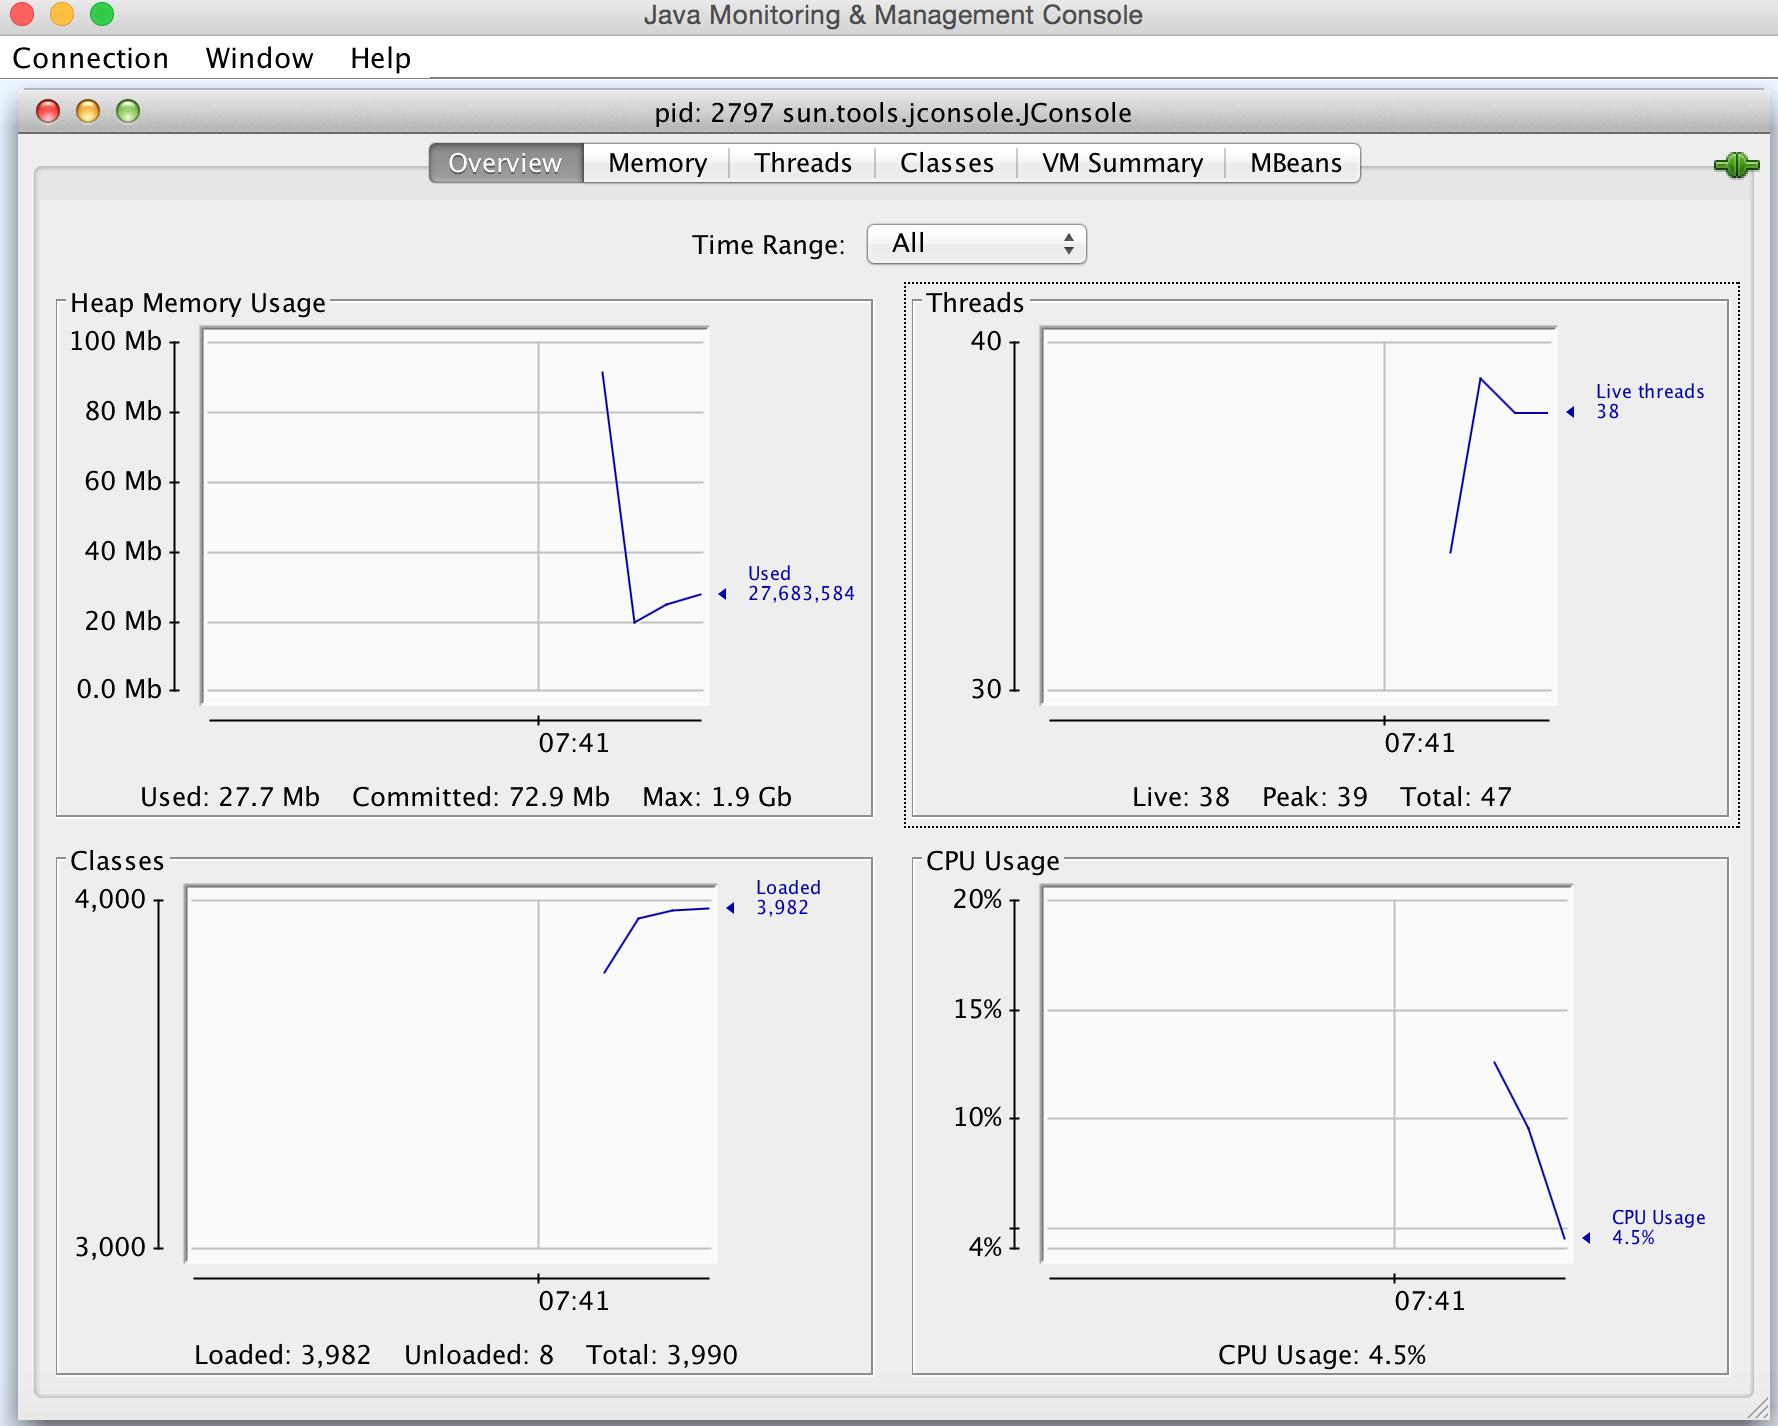 Java Monitoring & Management Console
Connection Window Help
pid: 2797 sun.tools.jconsole.JConsole
Overview Memory Threads Classes VM Summary MBeans
Time Range: All
Heap Memory Usage
100 Mb
80 Mb
60 Mb
40 Mb
20 Mb
0.0 Mb
Used
27,683,584
07:41
Used: 27.7 Mb Committed: 72.9 Mb Max: 1.9 Gb
Threads
40
30
Live threads
38
07:41
Live: 38 Peak: 39 Total: 47
Classes
4,000
3,000
Loaded
3,982
07:41
Loaded: 3,982 Unloaded: 8 Total: 3,990
CPU Usage
20%
15%
10%
4%
CPU Usage
4.5%
07:41
CPU Usage: 4.5%